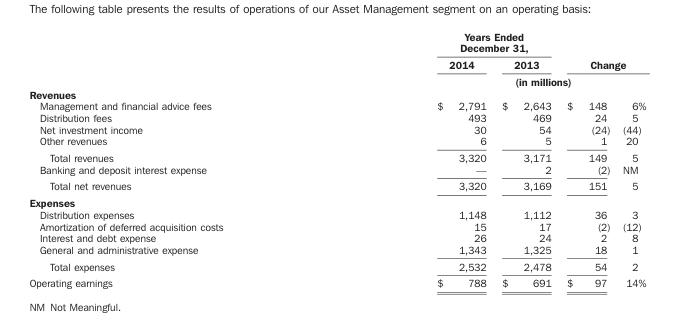 The following table presents the results of operations of our Asset Management segment on an operating basis:
Years Ended
December 31,
2014 2013 Change
(in millions)
Revenues
Management and financial advice fees $ 2,791 $ 2,643 $ 148 6%
Distribution fees 493 469 24 5
Net investment income 30 54 (24) (44)
Other revenues 6 5 1 20
Total revenues 3,320 3,171 149 5
Banking and deposit interest expense — 2 (2) NM
Total net revenues 3,320 3,169 151 5
Expenses
Distribution expenses 1,148 1,112 36 3
Amortization of deferred acquisition costs 15 17 (2) (12)
Interest and debt expense 26 24 2 8
General and administrative expense 1,343 1,325 18 1
Total expenses 2,532 2,478 54 2
Operating earnings $ 788 $ 691 $ 97 14%
NM Not Meaningful.